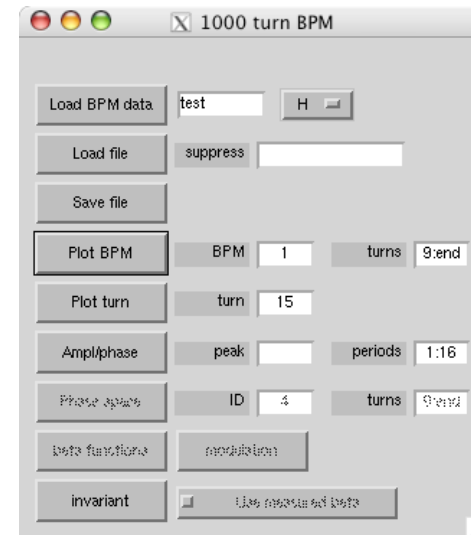 1000 turn BPM
Load BPM data test H
Load file suppress
Save file
Plot BPM BPM 1 turns 9:end
Plot turn turn 15
Ampl/phase peak periods 1:16
Phase space ID 4 turns 9:end
beta functions modulation
invariant Use measured beta